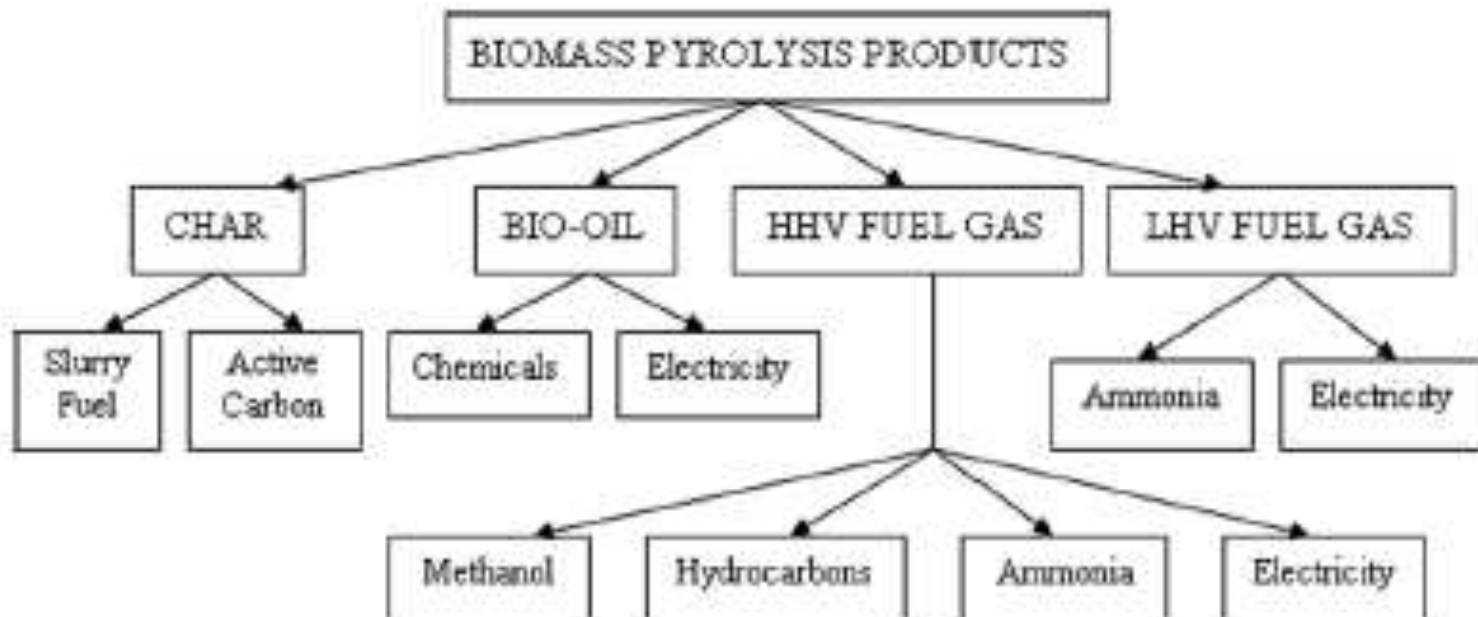 BIOMASS PYROLYSIS PRODUCTS
CHAR
BIO-OIL
HHV FUEL GAS
LHV FUEL GAS
Slurry
Fuel
Active
Carbon
Chemicals
Electricity
Ammonia
Electricity
Methanol
Hydrocarbons
Ammonia
Electricity